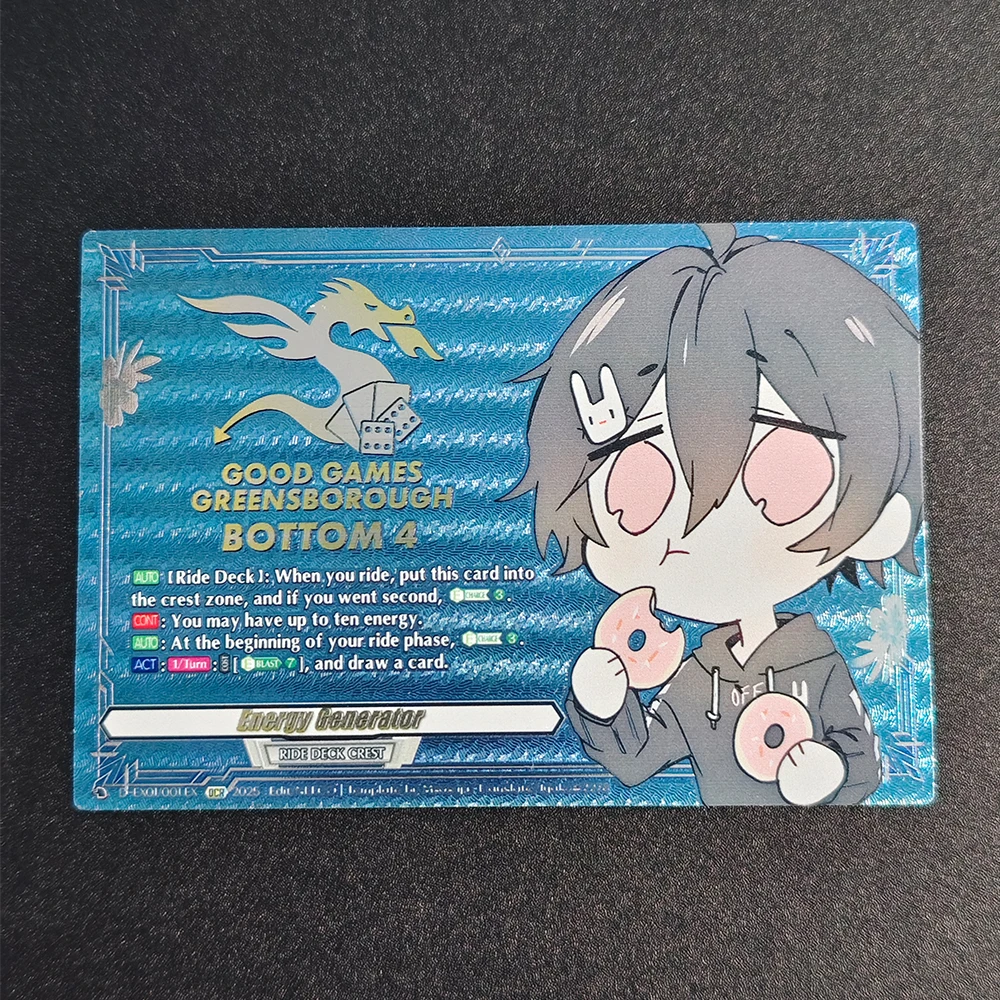 GOOD GAMES
GREENSBOROUGH
BOTTOM 4
AUTO 【Ride Deck】: When you ride, put this card into
the crest zone, and if you went second, E CHARGE 3 .
CONT : You may have up to ten energy.
AUTO : At the beginning of your ride phase, E CHARGE 3 .
ACT : 1/Turn : [ E BLAST 7 ], and draw a card.
Energy Generator
RIDE DECK CREST
OFF
OCR 2025 Template by